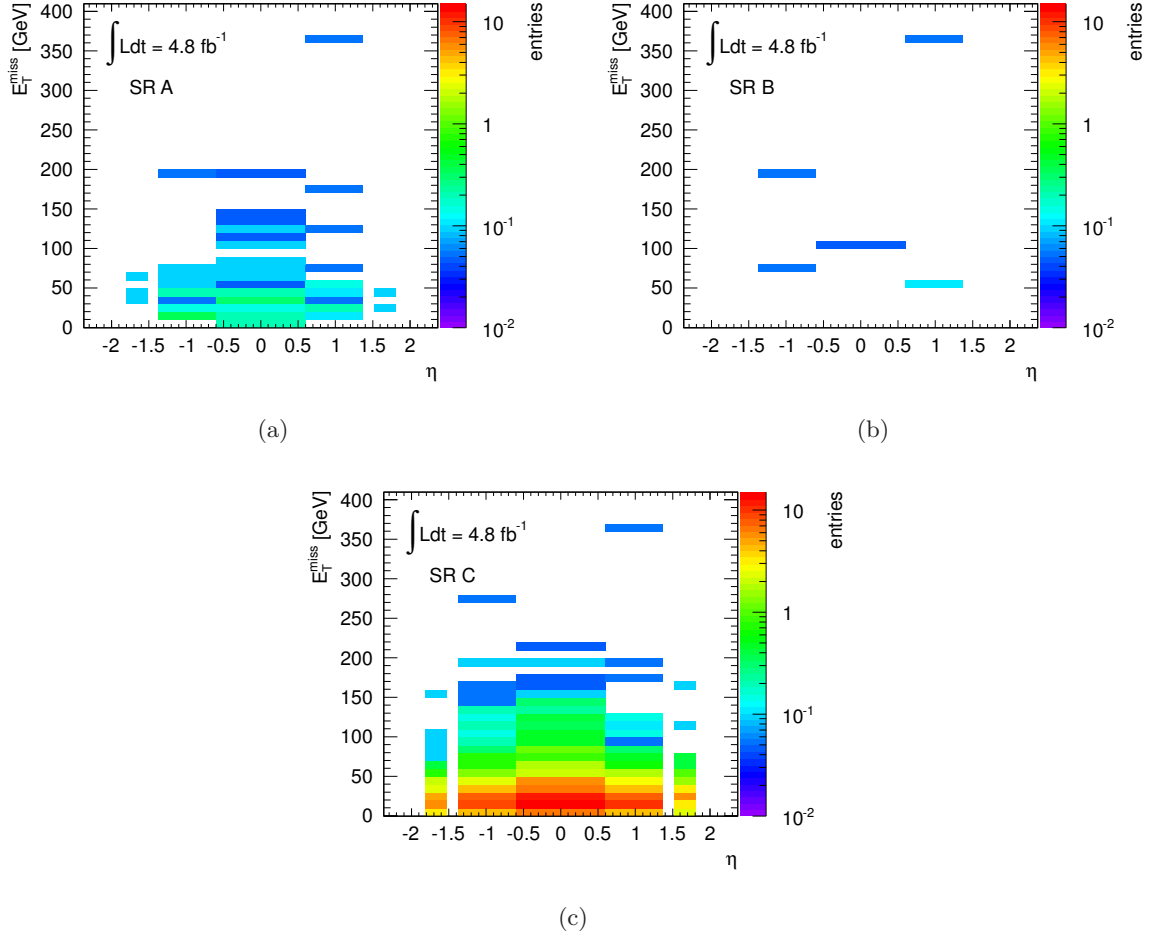 E_T^miss [GeV]
400
350
300
250
200
150
100
50
0
∫ Ldt = 4.8 fb^-1
SR A
-2 -1.5 -1 -0.5 0 0.5 1 1.5 2
η
entries
10
1
10^-1
10^-2
(a)
E_T^miss [GeV]
400
350
300
250
200
150
100
50
0
∫ Ldt = 4.8 fb^-1
SR B
-2 -1.5 -1 -0.5 0 0.5 1 1.5 2
η
entries
10
1
10^-1
10^-2
(b)
E_T^miss [GeV]
400
350
300
250
200
150
100
50
0
∫ Ldt = 4.8 fb^-1
SR C
-2 -1.5 -1 -0.5 0 0.5 1 1.5 2
η
entries
10
1
10^-1
10^-2
(c)